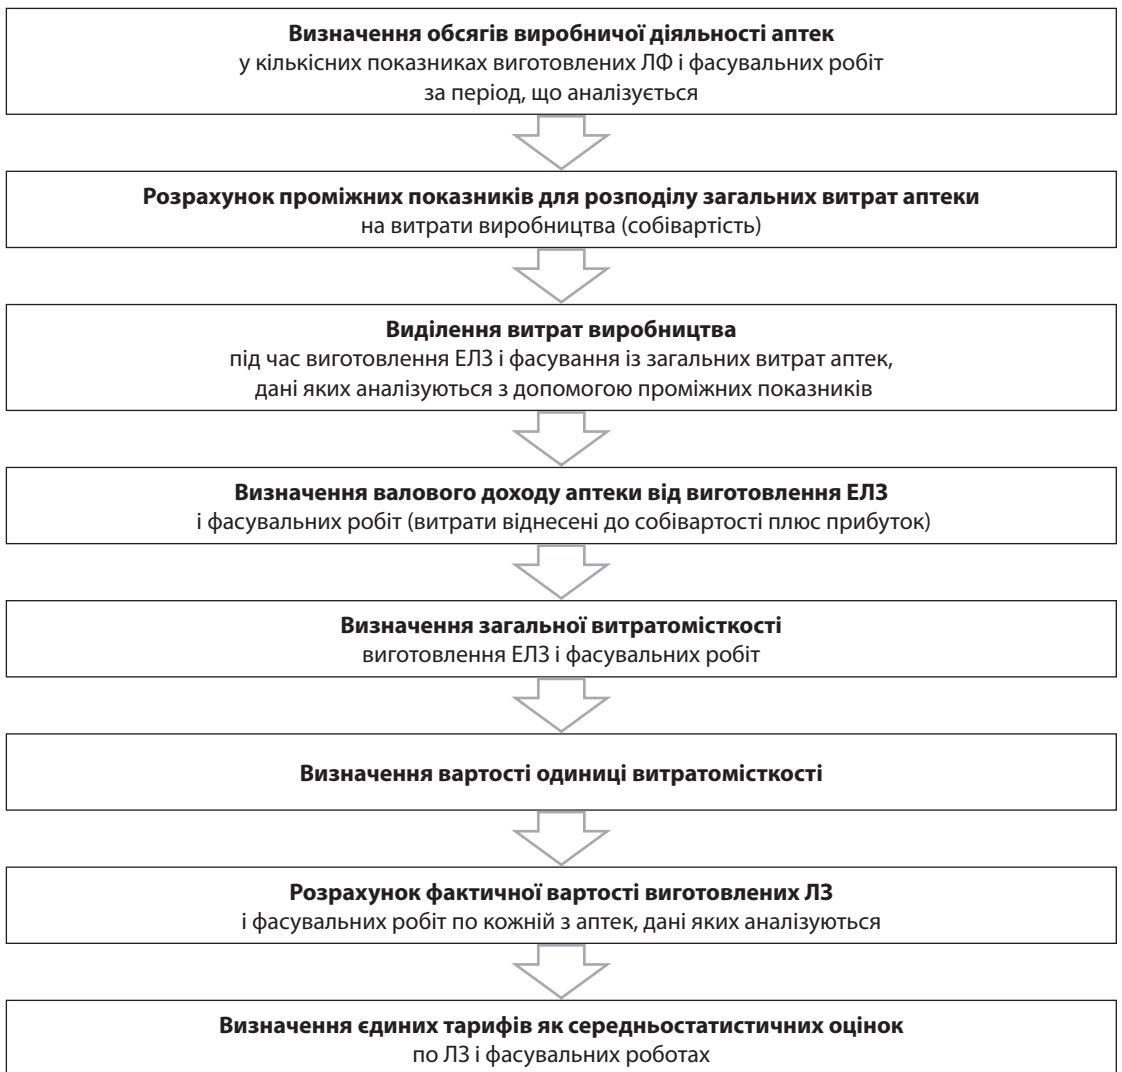 Визначення обсягів виробничої діяльності аптек
у кількісних показниках виготовлених ЛФ і фасувальних робіт
за період, що аналізується
Розрахунок проміжних показників для розподілу загальних витрат аптеки
на витрати виробництва (собівартість)
Виділення витрат виробництва
під час виготовлення ЕЛЗ і фасування із загальних витрат аптек,
дані яких аналізуються з допомогою проміжних показників
Визначення валового доходу аптеки від виготовлення ЕЛЗ
і фасувальних робіт (витрати віднесені до собівартості плюс прибуток)
Визначення загальної витратомісткості
виготовлення ЕЛЗ і фасувальних робіт
Визначення вартості одиниці витратомісткості
Розрахунок фактичної вартості виготовлених ЛЗ
і фасувальних робіт по кожній з аптек, дані яких аналізуються
Визначення єдиних тарифів як середньостатистичних оцінок
по ЛЗ і фасувальних роботах